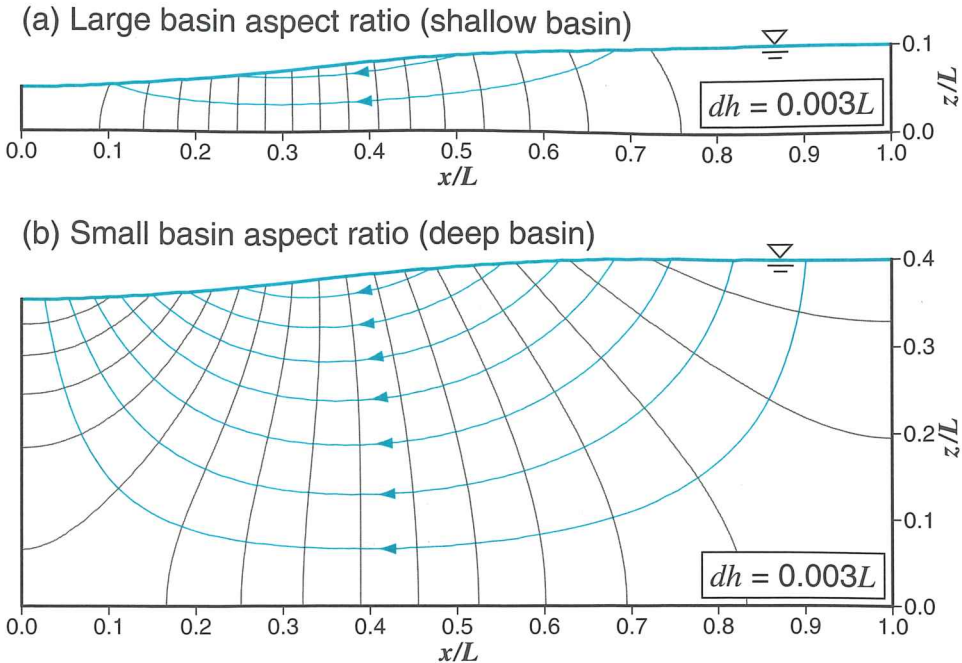 (a) Large basin aspect ratio (shallow basin)
0.1
dh = 0.003L
z/L
0.0
0.0 0.1 0.2 0.3 0.4 0.5 0.6 0.7 0.8 0.9 1.0
x/L
(b) Small basin aspect ratio (deep basin)
0.4
0.3
0.2
z/L
0.1
dh = 0.003L
0.0
0.0 0.1 0.2 0.3 0.4 0.5 0.6 0.7 0.8 0.9 1.0
x/L